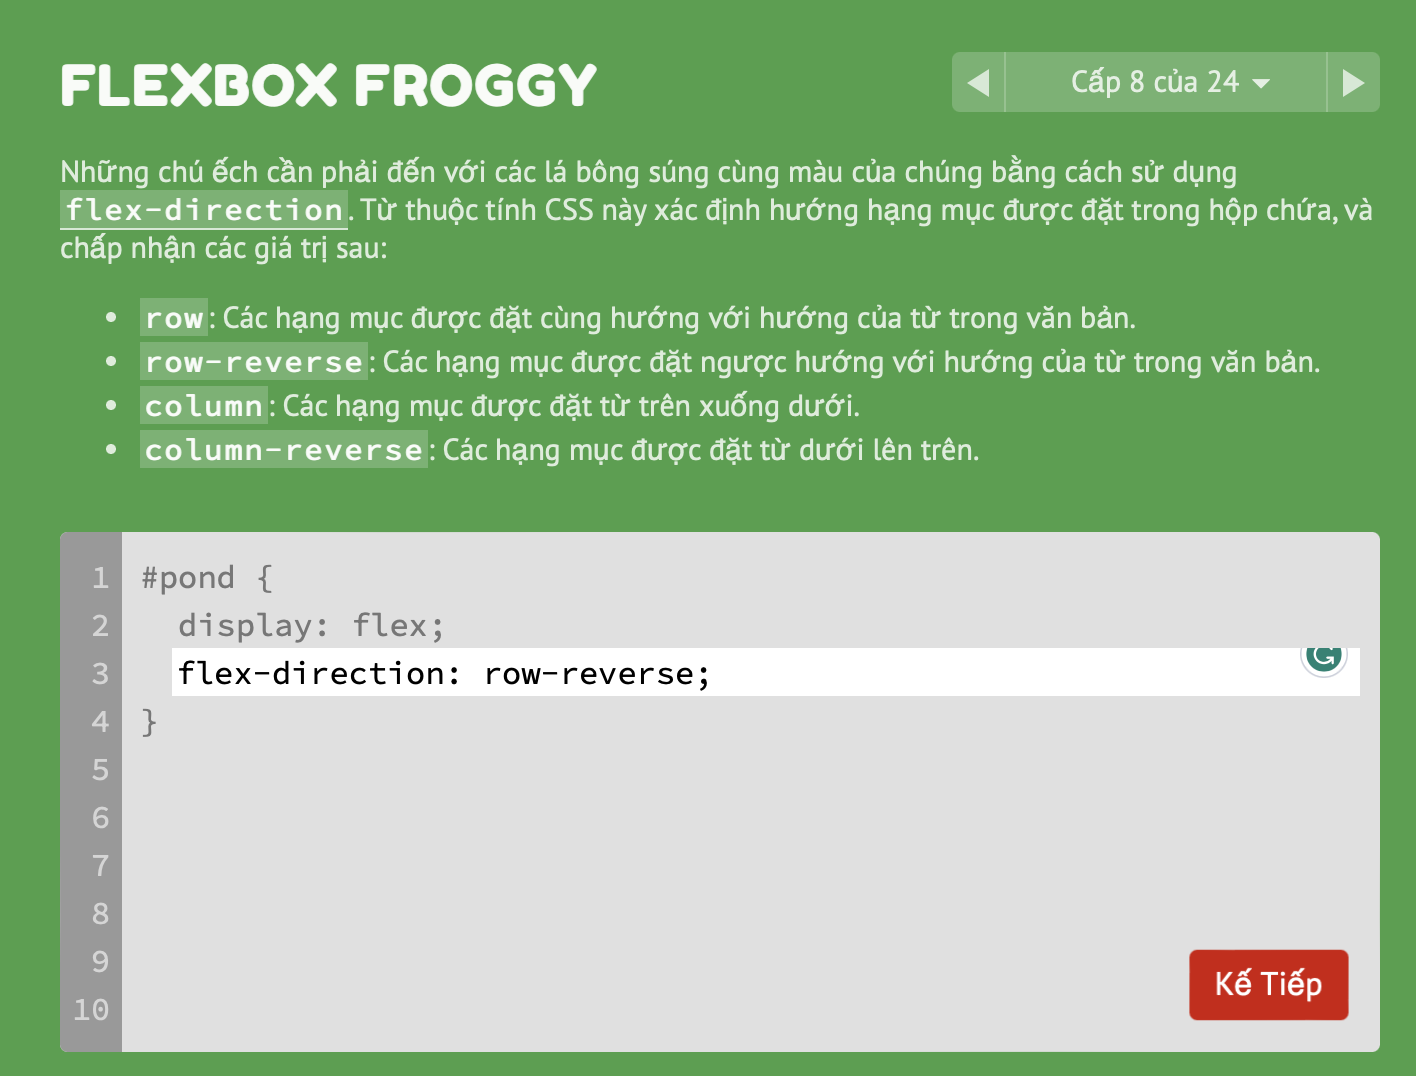 FLEXBOX FROGGY
Cấp 8 của 24
Những chú ếch cần phải đến với các lá bông súng cùng màu của chúng bằng cách sử dụng
flex-direction. Từ thuộc tính CSS này xác định hướng hạng mục được đặt trong hộp chứa, và
chấp nhận các giá trị sau:
• row: Các hạng mục được đặt cùng hướng với hướng của từ trong văn bản.
• row-reverse: Các hạng mục được đặt ngược hướng với hướng của từ trong văn bản.
• column: Các hạng mục được đặt từ trên xuống dưới.
• column-reverse: Các hạng mục được đặt từ dưới lên trên.
1 #pond {
2 display: flex;
3 flex-direction: row-reverse;
4 }
5
6
7
8
9
10
Kế Tiếp